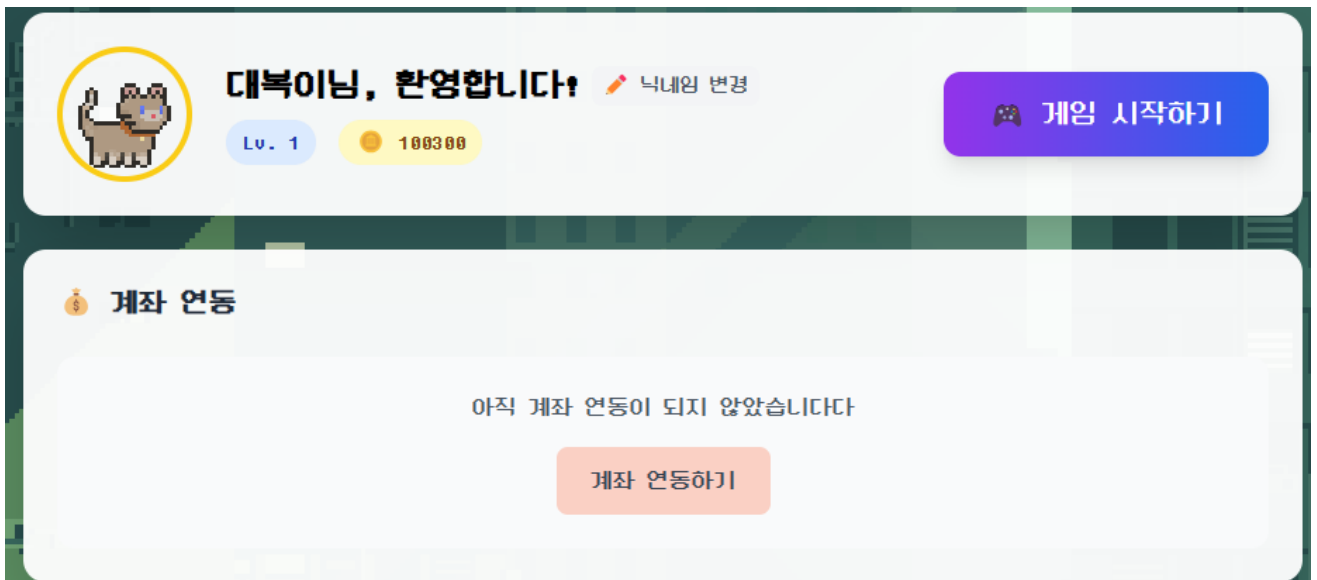 대복이님, 환영합니다! 닉네임 변경
Lv. 1 100300
게임 시작하기
계좌 연동
아직 계좌 연동이 되지 않았습니다다
계좌 연동하기